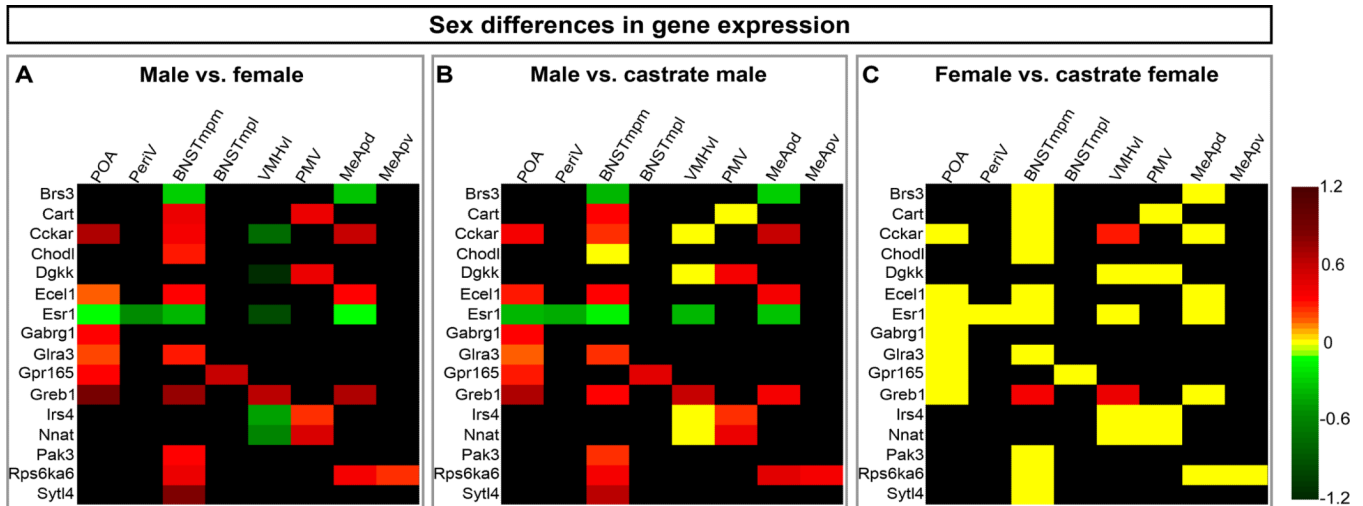 Sex differences in gene expression
A Male vs. female
POA PeriV BNSTmpm BNSTmpl VMHvl PMV MeApd MeApv
Brs3
Cart
Cckar
Chodl
Dgkk
Ecel1
Esr1
Gabrg1
Glra3
Gpr165
Greb1
Irs4
Nnat
Pak3
Rps6ka6
Sytl4
B Male vs. castrate male
POA PeriV BNSTmpm BNSTmpl VMHvl PMV MeApd MeApv
Brs3
Cart
Cckar
Chodl
Dgkk
Ecel1
Esr1
Gabrg1
Glra3
Gpr165
Greb1
Irs4
Nnat
Pak3
Rps6ka6
Sytl4
C Female vs. castrate female
POA PeriV BNSTmpm BNSTmpl VMHvl PMV MeApd MeApv
Brs3
Cart
Cckar
Chodl
Dgkk
Ecel1
Esr1
Gabrg1
Glra3
Gpr165
Greb1
Irs4
Nnat
Pak3
Rps6ka6
Sytl4
1.2
0.6
0
-0.6
-1.2